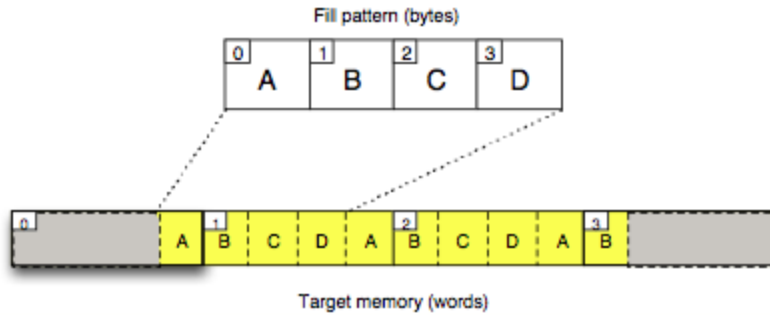 Fill pattern (bytes)
0 1 2 3
A B C D
0 1 2 3
A B C D A B C D A B
Target memory (words)